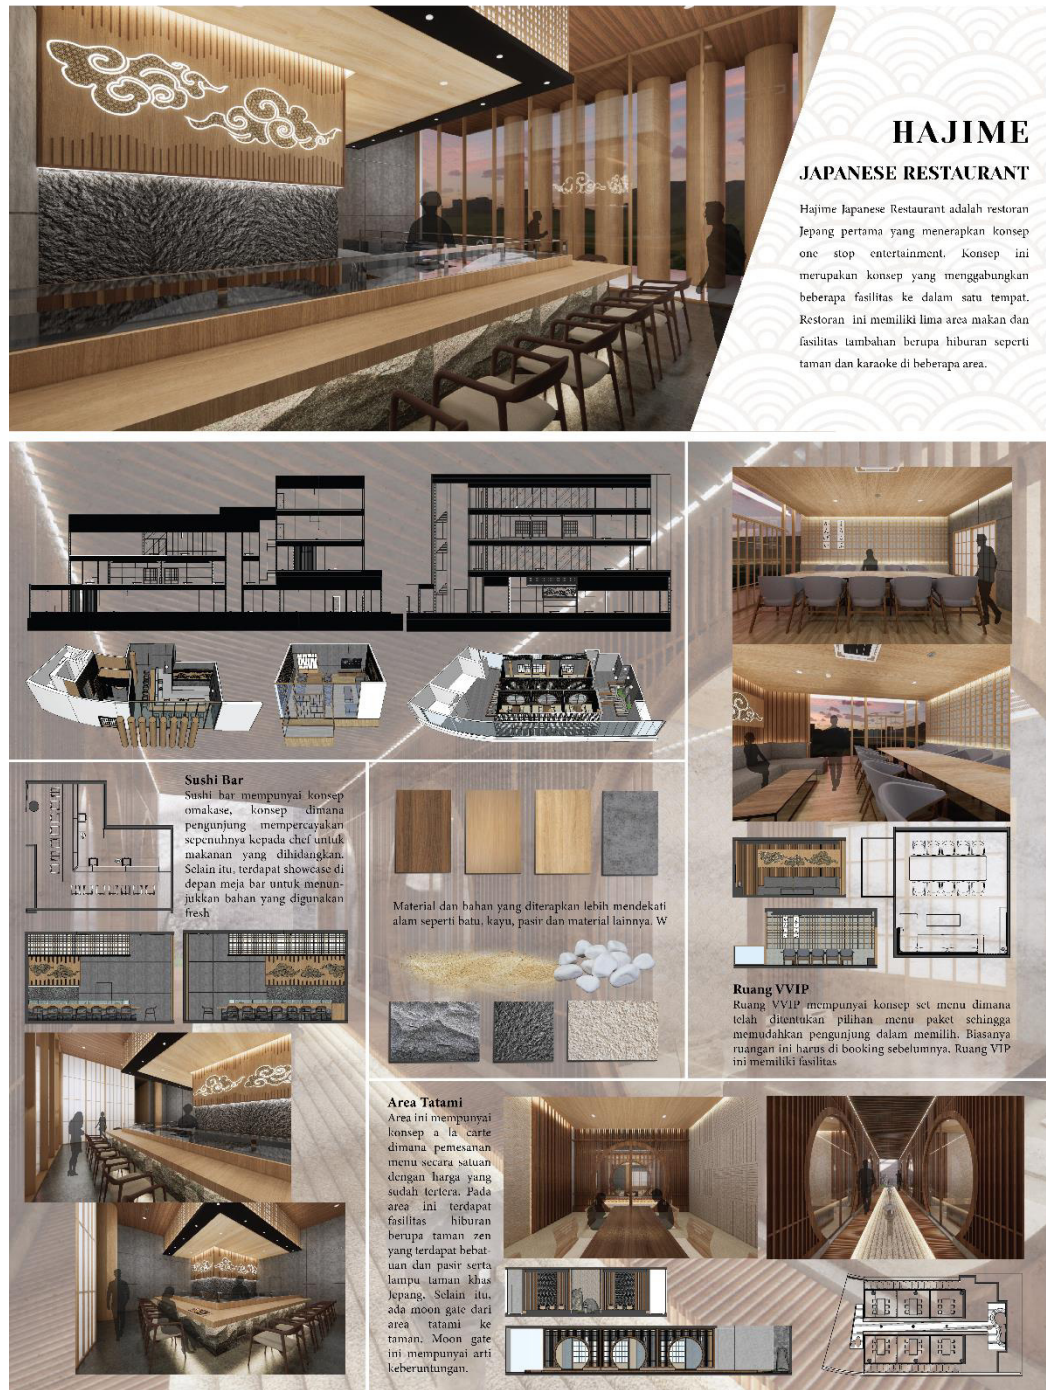 HAJIME
JAPANESE RESTAURANT
Hajime Japanese Restaurant adalah restoran
Jepang pertama yang menerapkan konsep
one stop entertainment. Konsep ini
merupakan konsep yang menggabungkan
beberapa fasilitas ke dalam satu tempat.
Restoran ini memiliki lima area makan dan
fasilitas tambahan berupa hiburan seperti
taman dan karaoke di beberapa area.
Sushi Bar
Sushi bar mempunyai konsep
omakase, konsep dimana
pengunjung mempercayakan
sepenuhnya kepada chef untuk
makanan yang dihidangkan.
Selain itu, terdapat showcase di
depan meja bar untuk menun-
jukkan bahan yang digunakan
fresh
Material dan bahan yang diterapkan lebih mendekati
alam seperti batu, kayu, pasir dan material lainnya. W
Ruang VVIP
Ruang VVIP mempunyai konsep set menu dimana
telah ditentukan pilihan menu paket sehingga
memudahkan pengunjung dalam memilih. Biasanya
ruangan ini harus di booking sebelumnya. Ruang VIP
ini memiliki fasilitas
Area Tatami
Area ini mempunyai
konsep a la carte
dimana pemesanan
menu secara satuan
dengan harga yang
sudah tertera. Pada
area ini terdapat
fasilitas hiburan
berupa taman zen
yang terdapat bebat-
uan dan pasir serta
lampu taman khas
Jepang. Selain itu,
ada moon gate dari
area tatami ke
taman. Moon gate
ini mempunyai arti
keberuntungan.